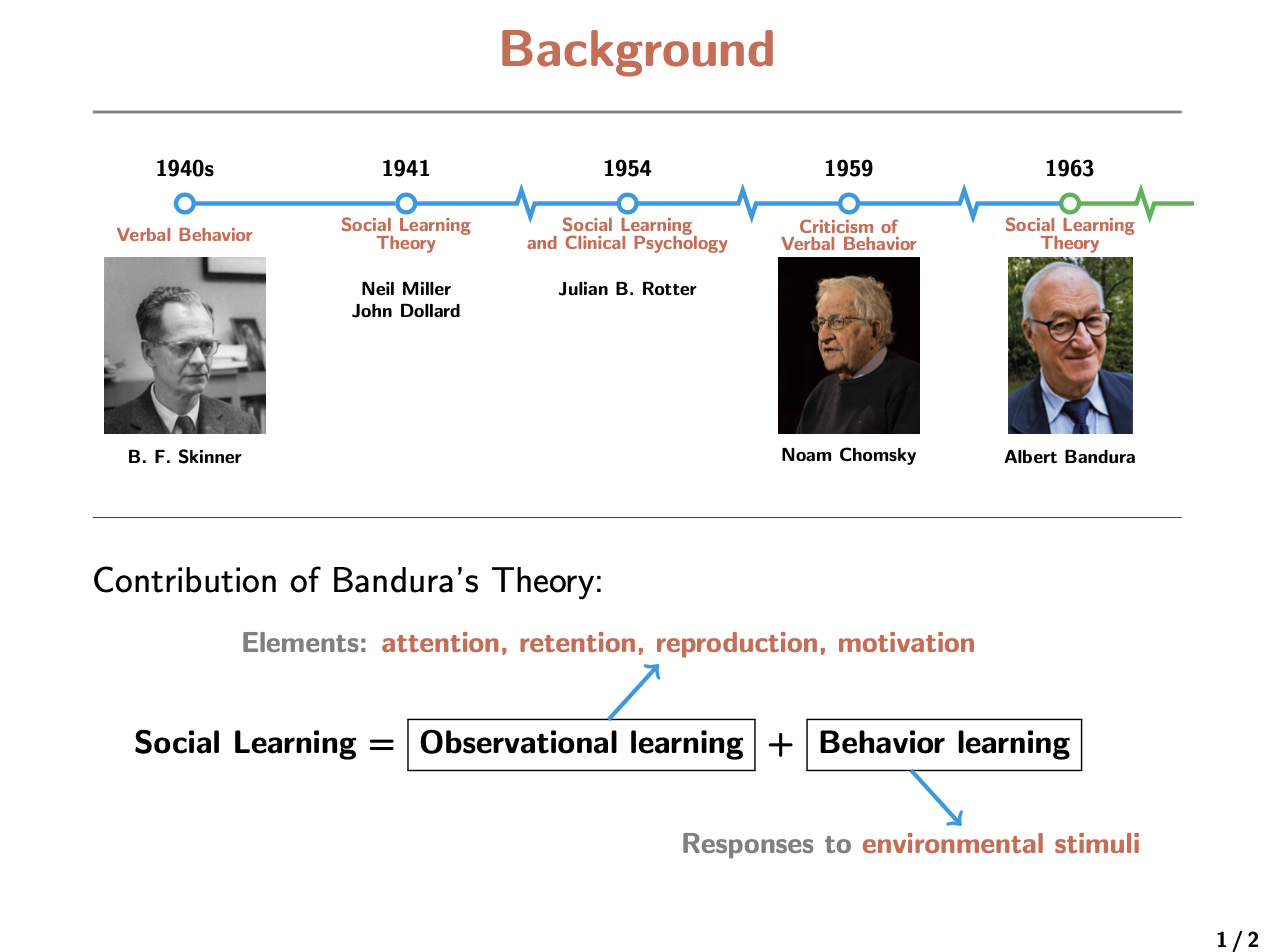 Background
1940s
1941
1954
1959
1963
Verbal Behavior
Social Learning
Theory
Social Learning
and Clinical Psychology
Criticism of
Verbal Behavior
Social Learning
Theory
Neil Miller
John Dollard
Julian B. Rotter
B. F. Skinner
Noam Chomsky
Albert Bandura
Contribution of Bandura's Theory:
Elements: attention, retention, reproduction, motivation
Social Learning = Observational learning + Behavior learning
Responses to environmental stimuli
1 / 2